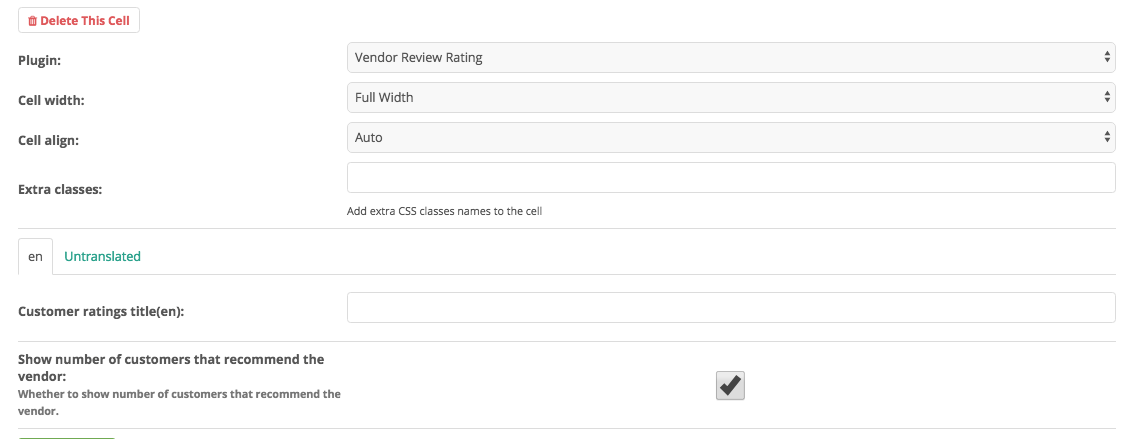 Delete This Cell
Plugin:
Vendor Review Rating
Cell width:
Full Width
Cell align:
Auto
Extra classes:
Add extra CSS classes names to the cell
en
Untranslated
Customer ratings title(en):
Show number of customers that recommend the
vendor:
Whether to show number of customers that recommend the
vendor.